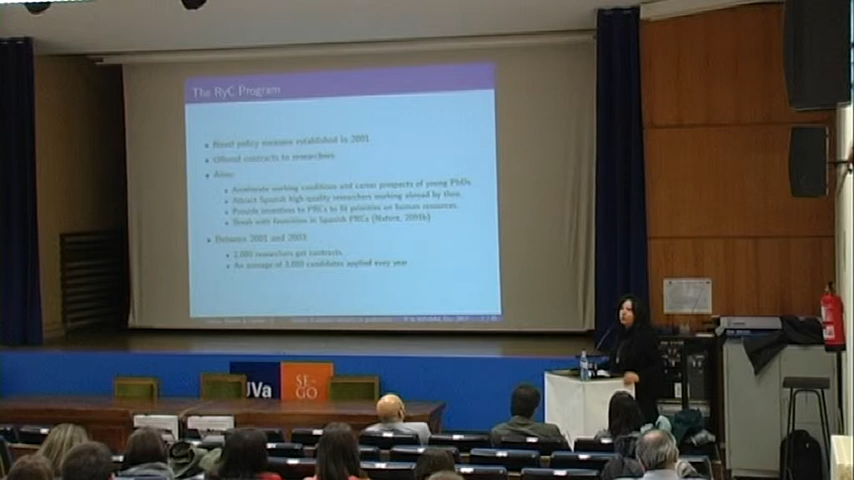 The RyC Program
Novel policy measure established in 2001
Offered contracts to researchers
Aims:
Accelerate working conditions and career prospects of young PhDs
Attract Spanish high-quality researchers working abroad by then.
Provide incentives to PRCs to fit priorities on human resources.
Break with favoritism in Spanish PRCs (Nature,
Between 2001 and 2003
2,000 researchers got contracts.
An average of 3,000 candidates applied every year
UVa
SE-
GO